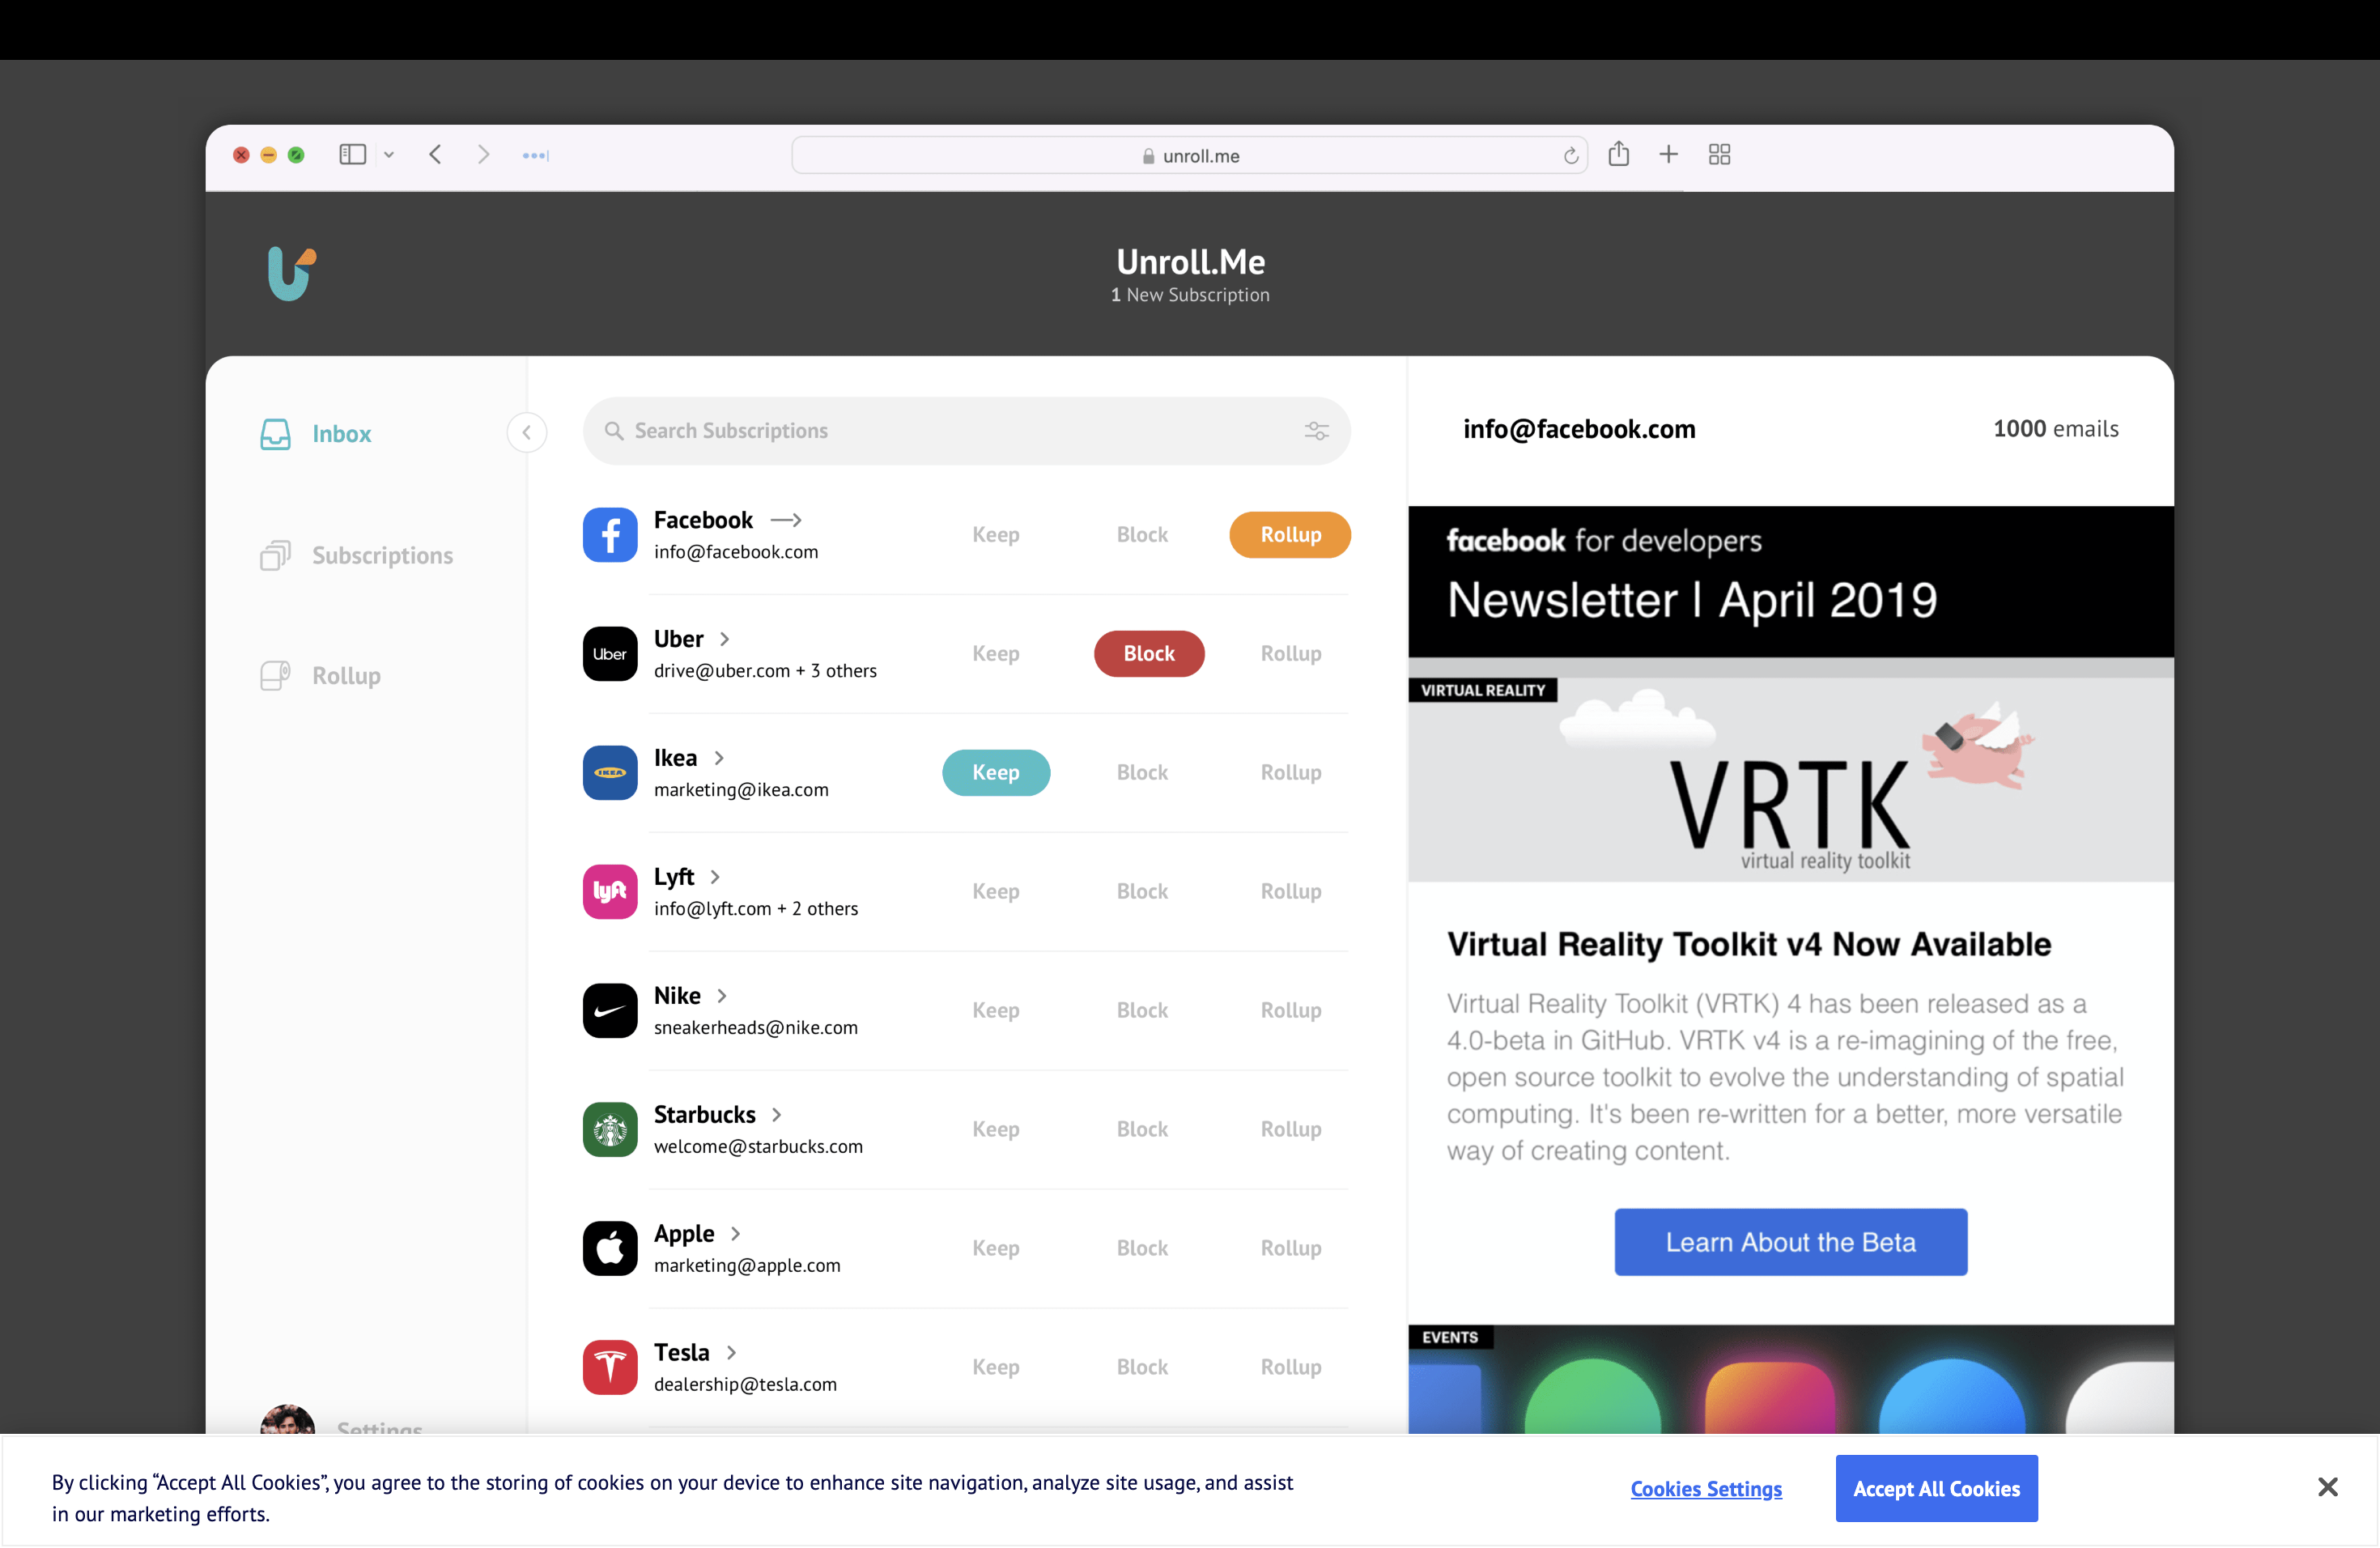 unroll.me
Unroll.Me
1 New Subscription
Inbox
Subscriptions
Rollup
Settings
Search Subscriptions
Facebook
info@facebook.com
Keep Block Rollup
Uber
Uber
drive@uber.com + 3 others
Keep Block Rollup
IKEA
Ikea
marketing@ikea.com
Keep Block Rollup
lyft
Lyft
info@lyft.com + 2 others
Keep Block Rollup
Nike
sneakerheads@nike.com
Keep Block Rollup
Starbucks
welcome@starbucks.com
Keep Block Rollup
Apple
marketing@apple.com
Keep Block Rollup
Tesla
dealership@tesla.com
Keep Block Rollup
info@facebook.com 1000 emails
facebook for developers
Newsletter | April 2019
VIRTUAL REALITY
VRTK
virtual reality toolkit
Virtual Reality Toolkit v4 Now Available
Virtual Reality Toolkit (VRTK) 4 has been released as a
4.0-beta in GitHub. VRTK v4 is a re-imagining of the free,
open source toolkit to evolve the understanding of spatial
computing. It's been re-written for a better, more versatile
way of creating content.
Learn About the Beta
EVENTS
By clicking “Accept All Cookies”, you agree to the storing of cookies on your device to enhance site navigation, analyze site usage, and assist
in our marketing efforts.
Cookies Settings
Accept All Cookies